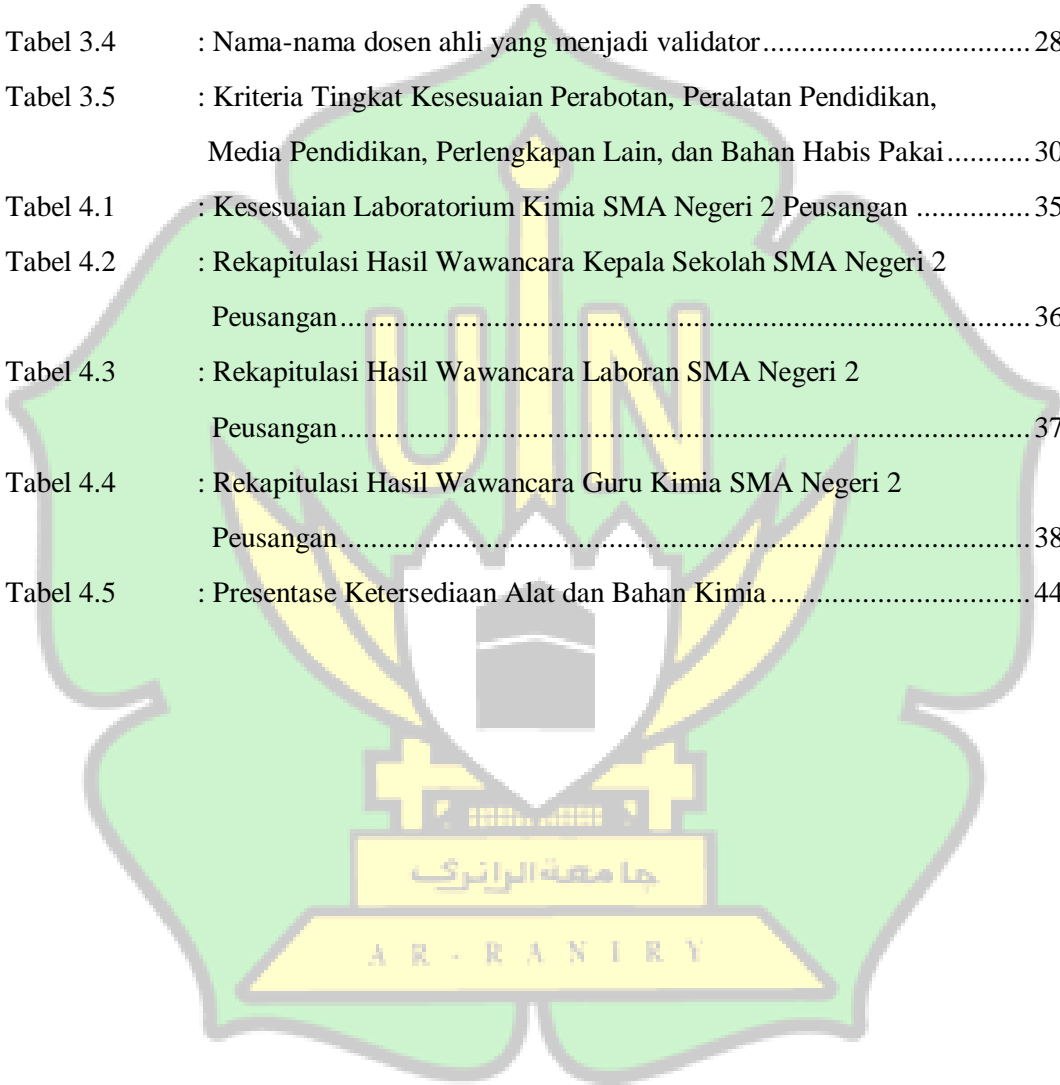 Tabel 3.4 : Nama-nama dosen ahli yang menjadi validator.............................. 28
Tabel 3.5 : Kriteria Tingkat Kesesuaian Perabotan, Peralatan Pendidikan,
Media Pendidikan, Perlengkapan Lain, dan Bahan Habis Pakai........... 30
Tabel 4.1 : Kesesuaian Laboratorium Kimia SMA Negeri 2 Peusangan ............ 35
Tabel 4.2 : Rekapitulasi Hasil Wawancara Kepala Sekolah SMA Negeri 2
Peusangan............................................................................... 36
Tabel 4.3 : Rekapitulasi Hasil Wawancara Laboran SMA Negeri 2
Peusangan............................................................................... 37
Tabel 4.4 : Rekapitulasi Hasil Wawancara Guru Kimia SMA Negeri 2
Peusangan............................................................................... 38
Tabel 4.5 : Presentase Ketersediaan Alat dan Bahan Kimia.............................. 44
UIN
جامعة الرانري
AR-RANIRY